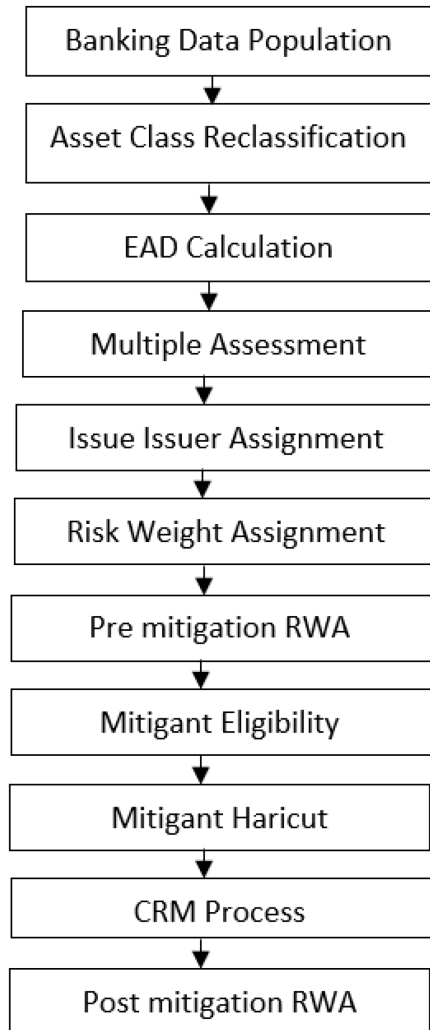 Banking Data Population
Asset Class Reclassification
EAD Calculation
Multiple Assessment
Issue Issuer Assignment
Risk Weight Assignment
Pre mitigation RWA
Mitigant Eligibility
Mitigant Haricut
CRM Process
Post mitigation RWA